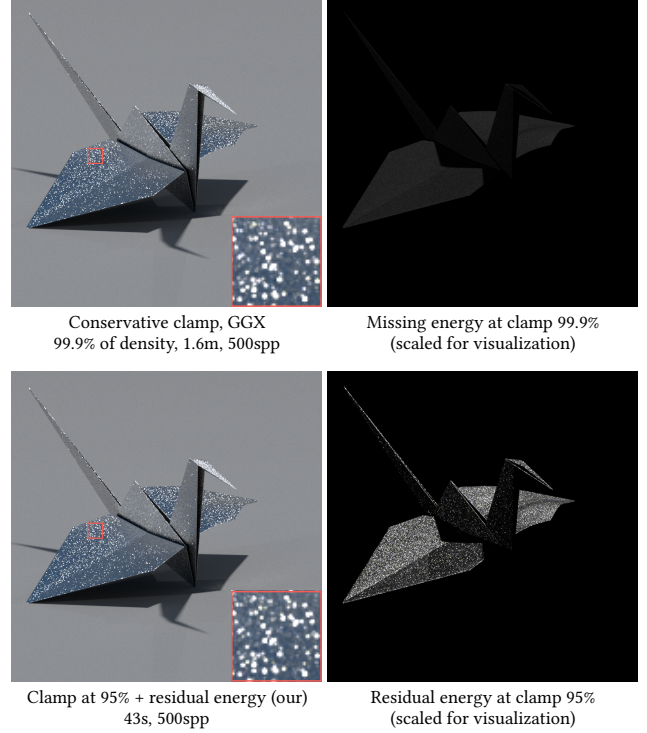 Conservative clamp, GGX
99.9% of density, 1.6m, 500spp
Missing energy at clamp 99.9%
(scaled for visualization)
Clamp at 95% + residual energy (our)
43s, 500spp
Residual energy at clamp 95%
(scaled for visualization)